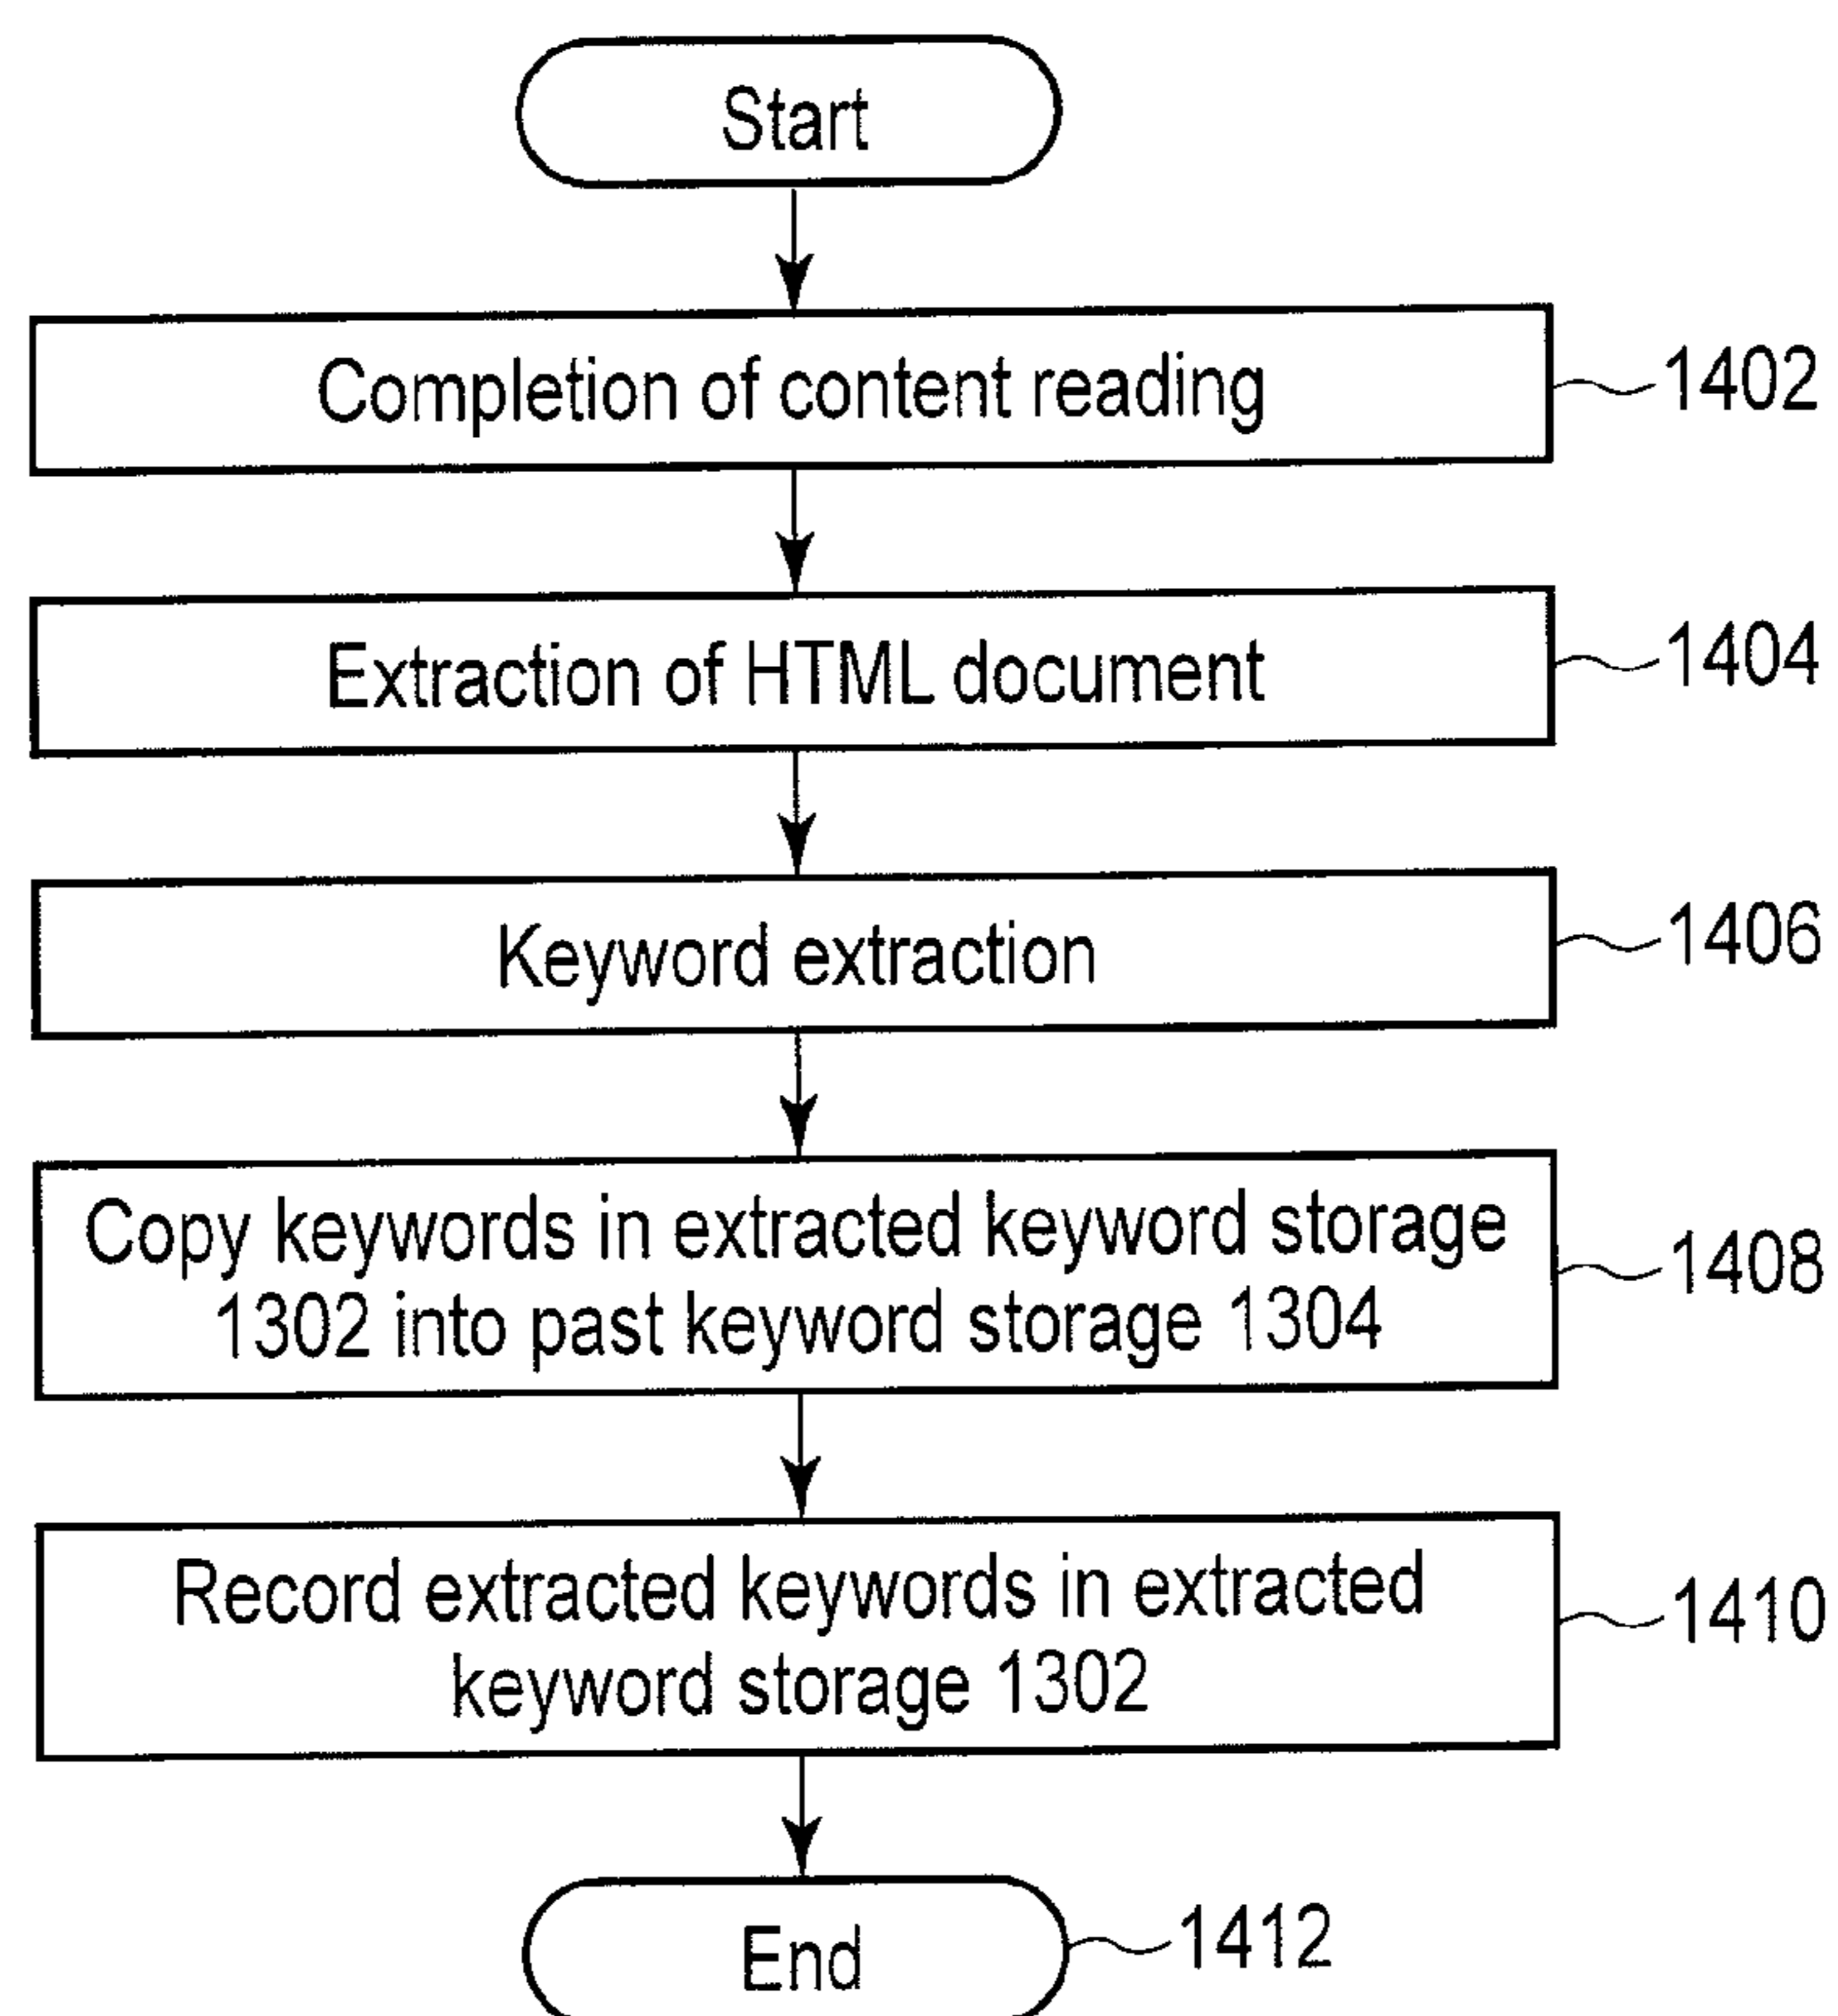 Start
Completion of content reading
1402
Extraction of HTML document
1404
Keyword extraction
1406
Copy keywords in extracted keyword storage
1302 into past keyword storage 1304
1408
Record extracted keywords in extracted
keyword storage 1302
1410
End
1412